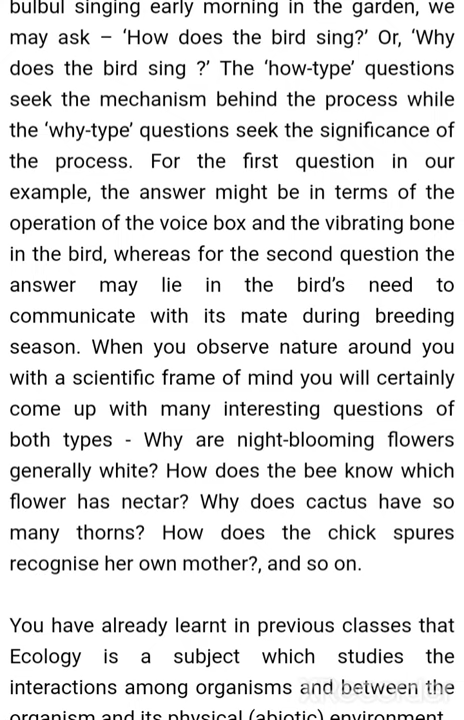 bulbul singing early morning in the garden, we
may ask – ‘How does the bird sing?’ Or, ‘Why
does the bird sing ?’ The ‘how-type’ questions
seek the mechanism behind the process while
the ‘why-type’ questions seek the significance of
the process. For the first question in our
example, the answer might be in terms of the
operation of the voice box and the vibrating bone
in the bird, whereas for the second question the
answer may lie in the bird’s need to
communicate with its mate during breeding
season. When you observe nature around you
with a scientific frame of mind you will certainly
come up with many interesting questions of
both types - Why are night-blooming flowers
generally white? How does the bee know which
flower has nectar? Why does cactus have so
many thorns? How does the chick spures
recognise her own mother?, and so on.
You have already learnt in previous classes that
Ecology is a subject which studies the
interactions among organisms and between the
organism and its physical (abiotic) environment.